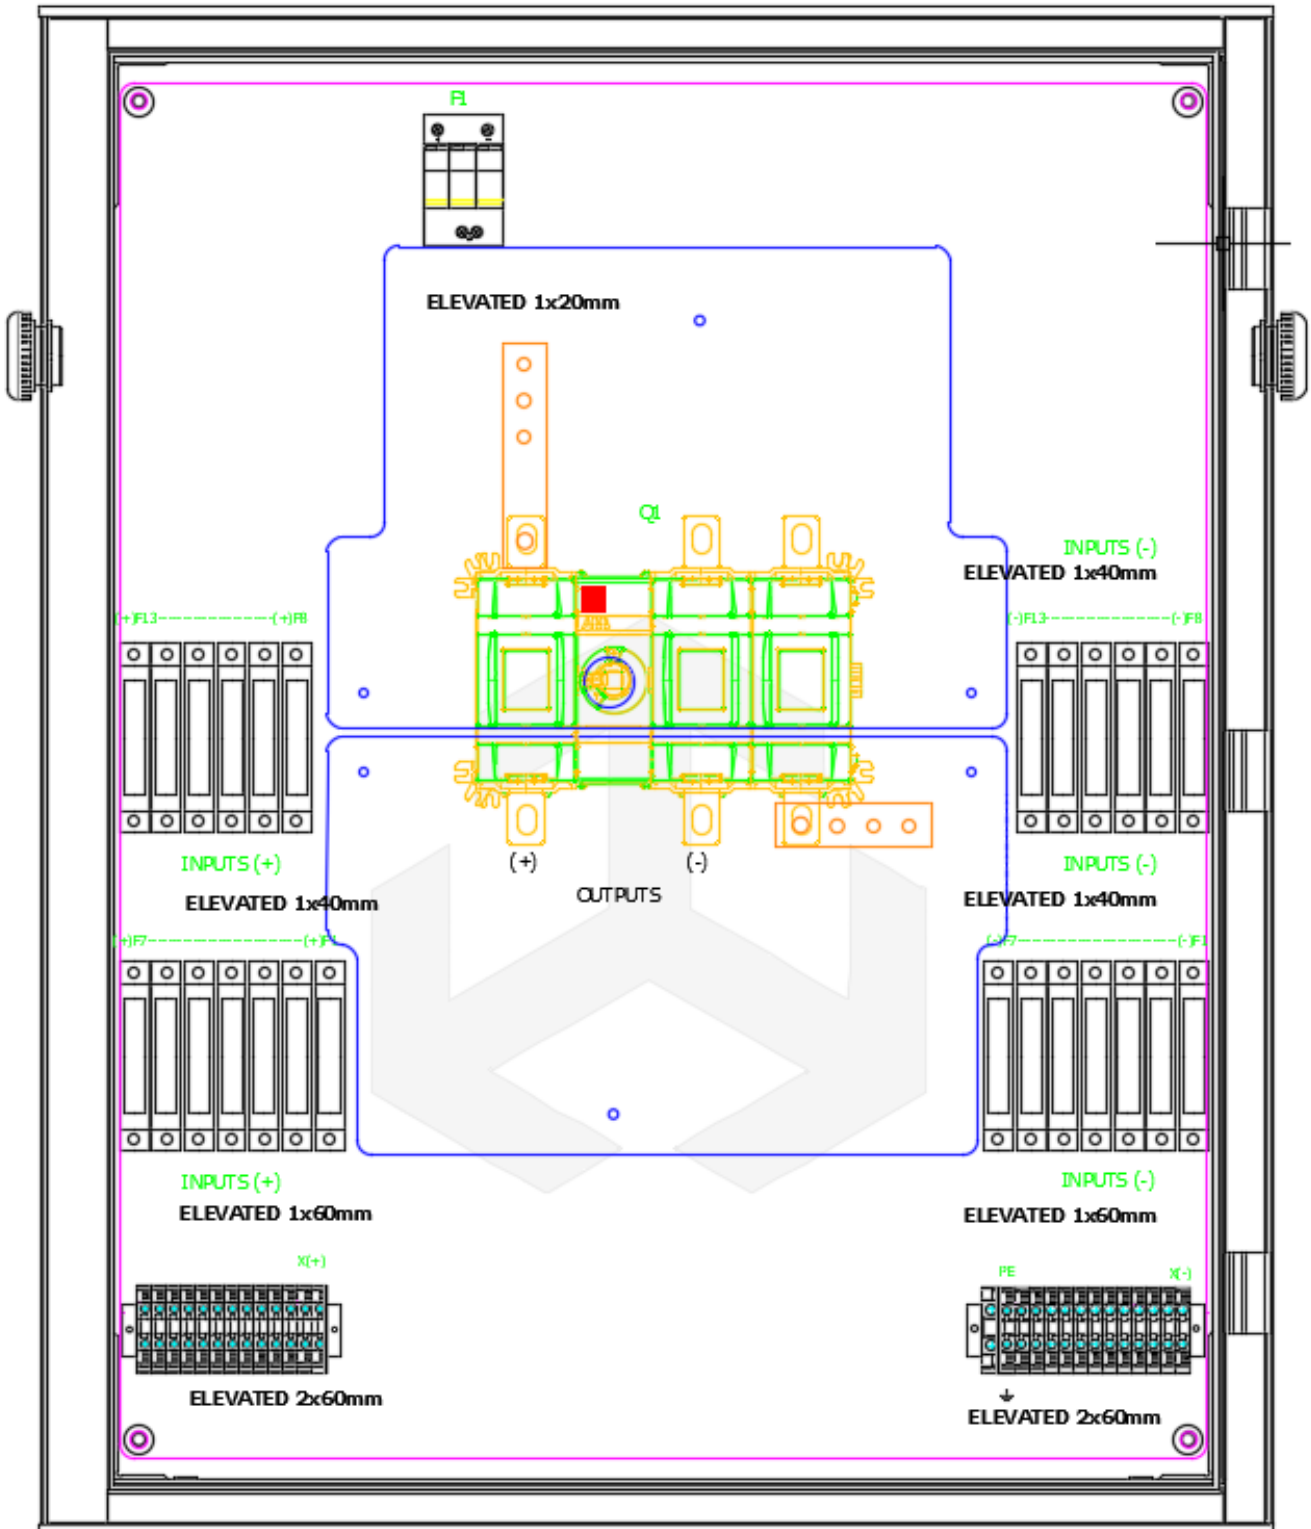 F1
ELEVATED 1x20mm
Q1
INPUTS (-)
ELEVATED 1x40mm
(+)F13 (+)F8
(-)F13 (-)F8
INPUTS (+)
INPUTS (-)
ELEVATED 1x40mm
ELEVATED 1x40mm
(+) (-)
OUTPUTS
(+)F7 (+)F1
(-)F7 (-)F1
INPUTS (+)
INPUTS (-)
ELEVATED 1x60mm
ELEVATED 1x60mm
X(+)
PE X(-)
ELEVATED 2x60mm
ELEVATED 2x60mm